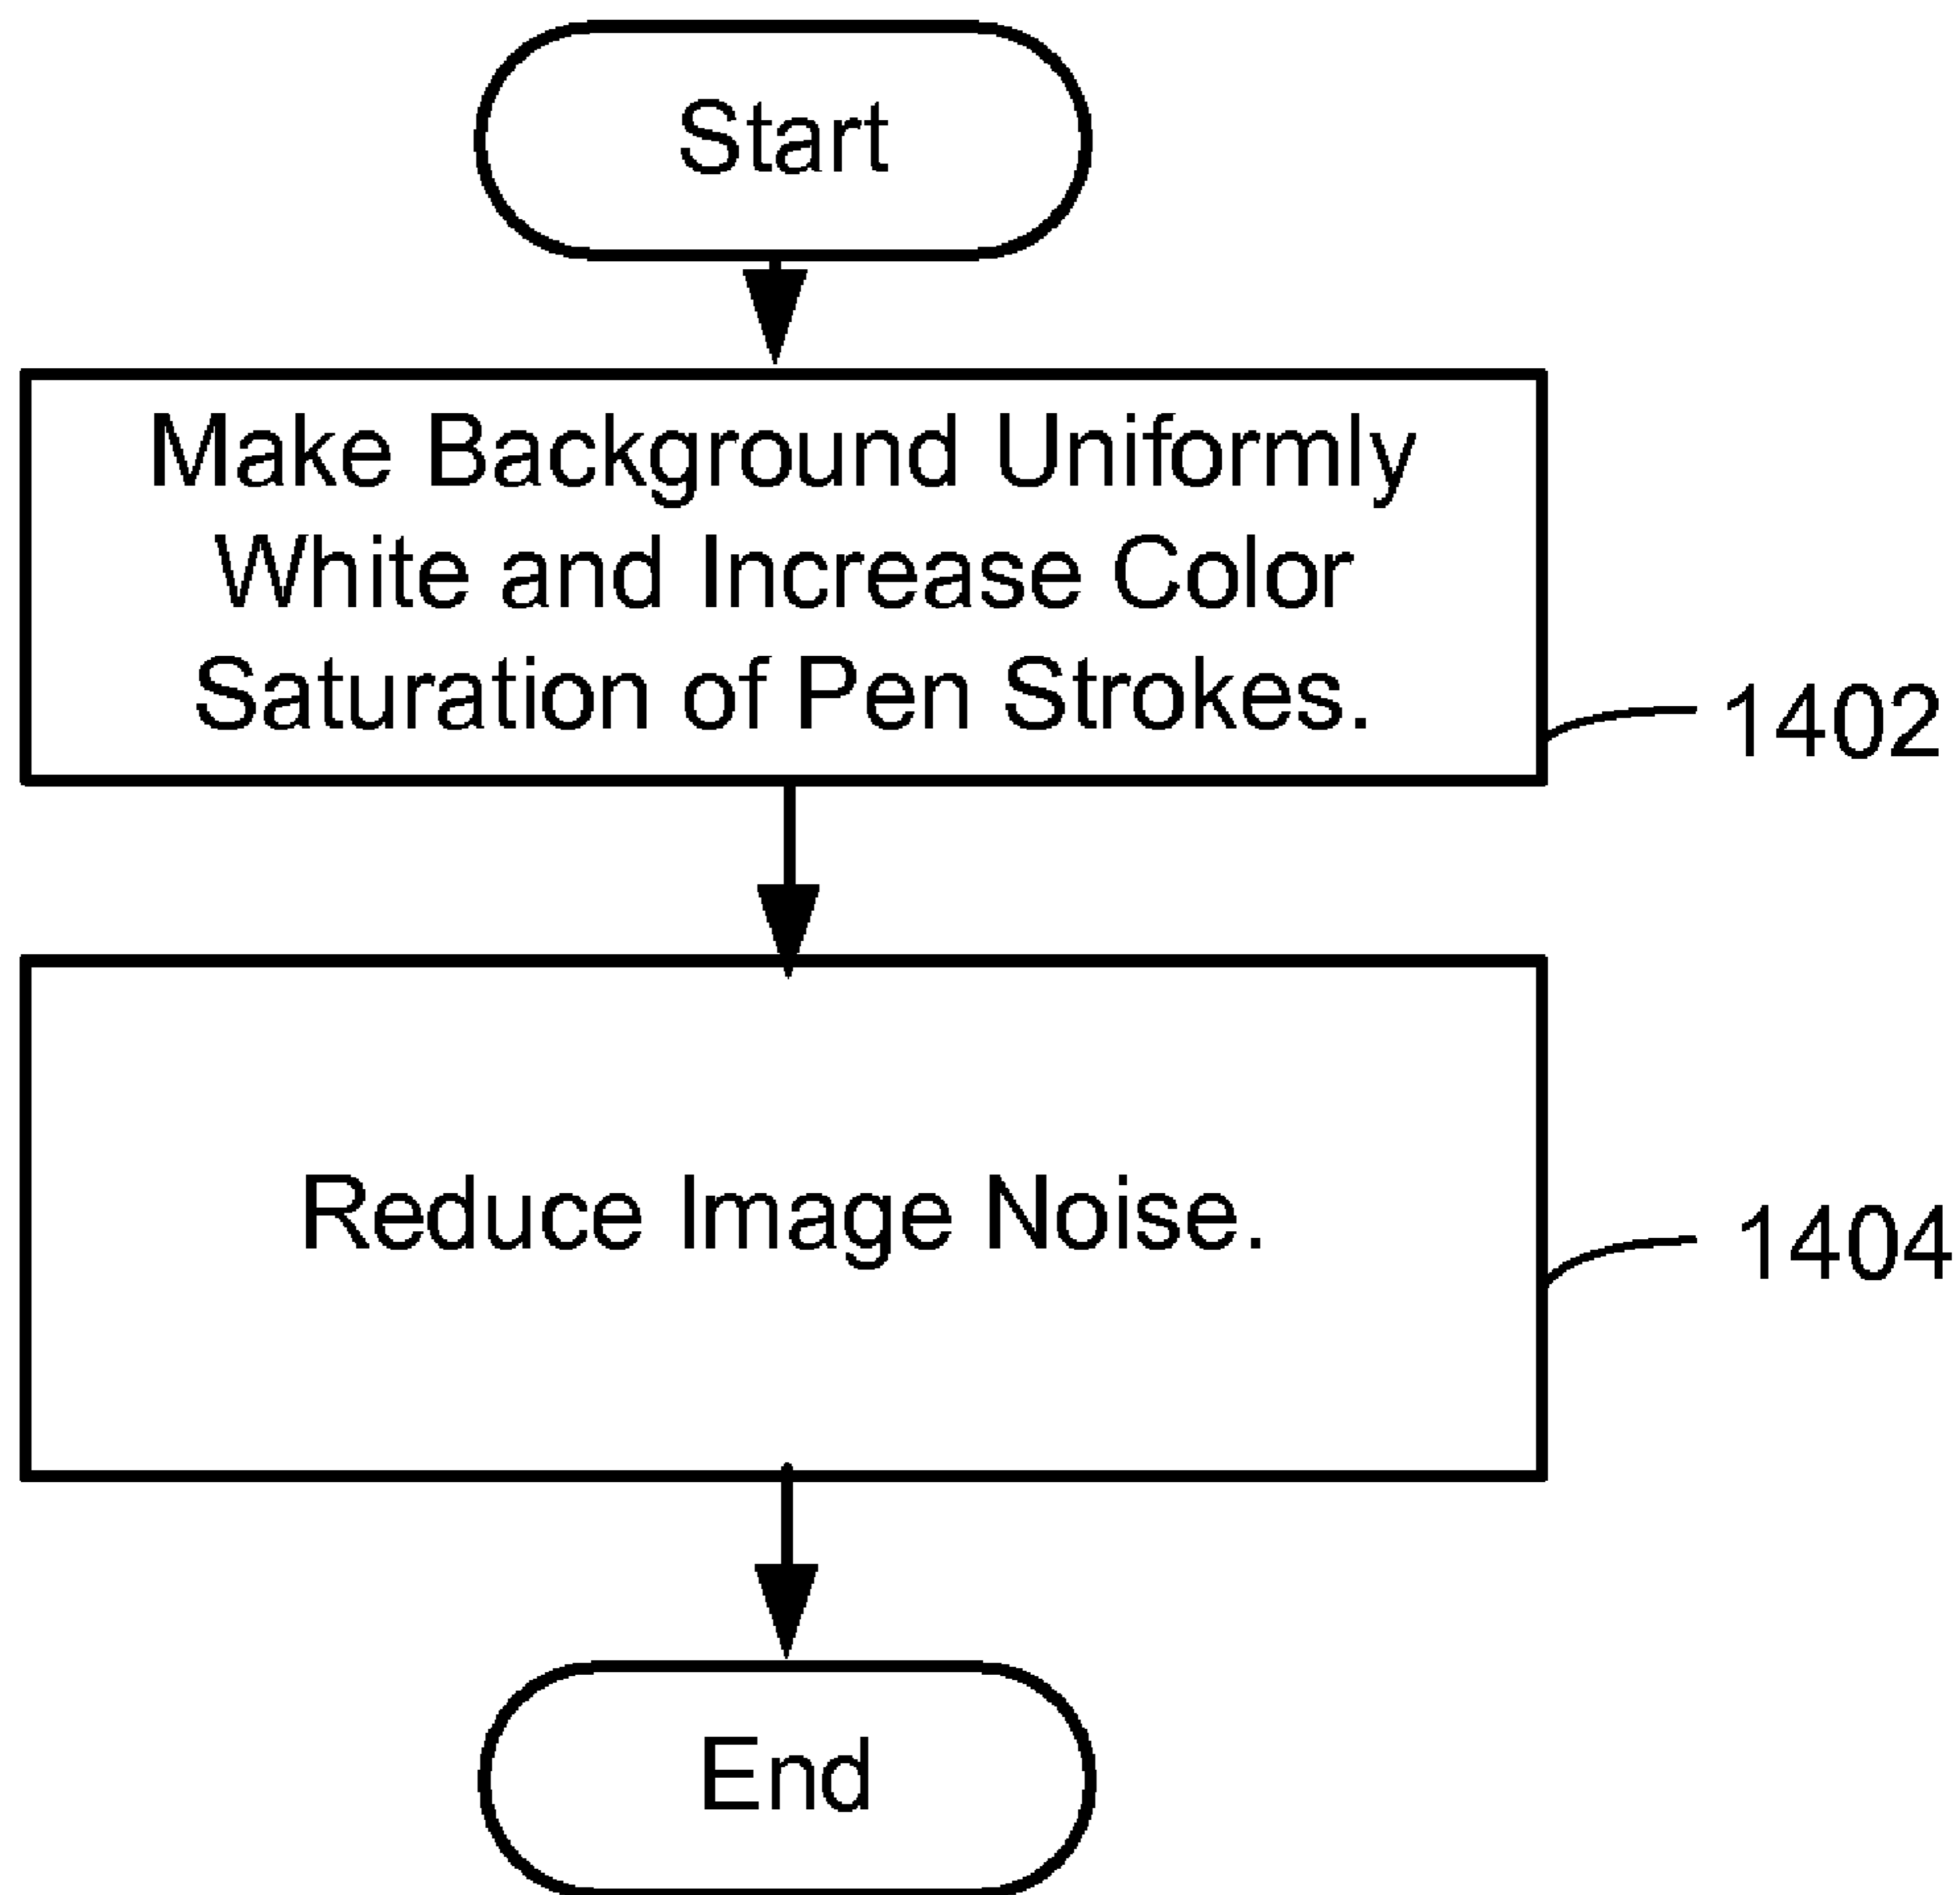 Start
Make Background Uniformly
White and Increase Color
Saturation of Pen Strokes.
1402
Reduce Image Noise.
1404
End